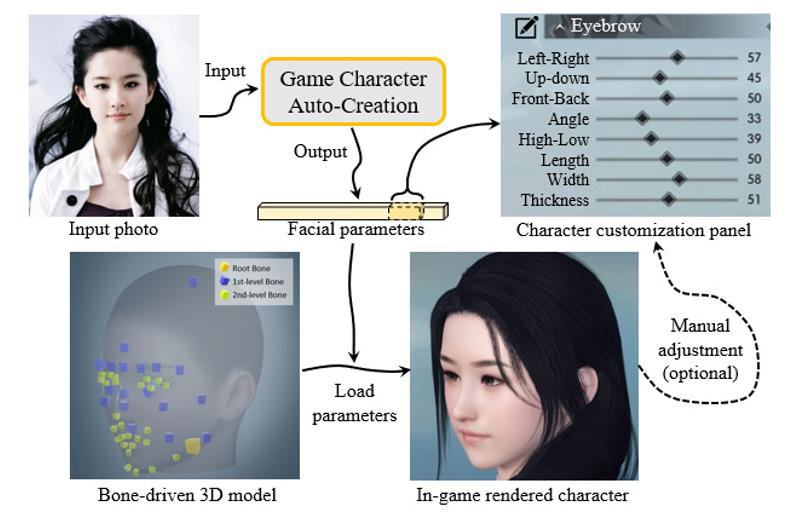 Eyebrow
Left-Right 57
Up-down 45
Front-Back 50
Angle 33
High-Low 39
Length 50
Width 58
Thickness 51
Input
Game Character
Auto-Creation
Output
Input photo
Facial parameters
Character customization panel
Root Bone
1st-level Bone
2nd-level Bone
Load
parameters
Manual
adjustment
(optional)
Bone-driven 3D model
In-game rendered character